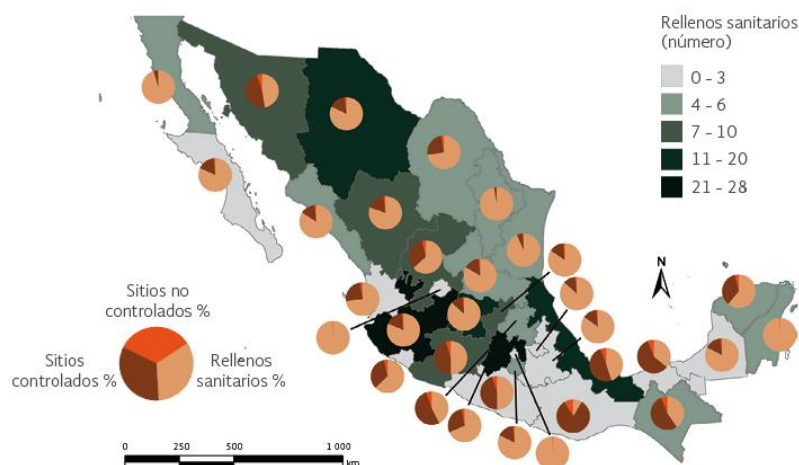 Rellenos sanitarios
(número)
0 - 3
4 - 6
7 - 10
11 - 20
21 - 28
N
Sitios no
controlados %
Sitios
controlados %
Rellenos
sanitarios %
0 250 500 1 000
km